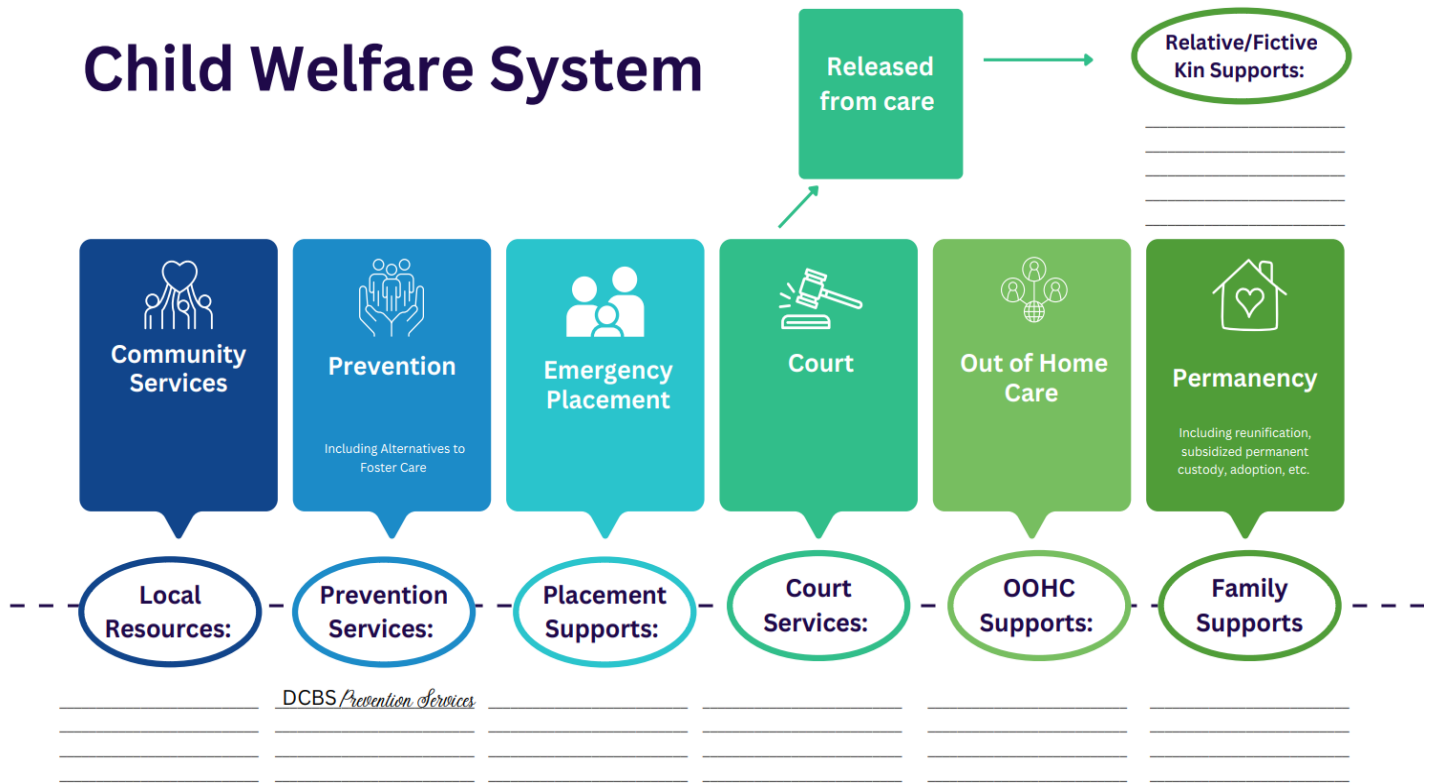 Child Welfare System
Released
from care
Relative/Fictive
Kin Supports:
Community
Services
Prevention
Including Alternatives to
Foster Care
Emergency
Placement
Court
Out of Home
Care
Permanency
Including reunification,
subsidized permanent
custody, adoption, etc.
Local
Resources:
Prevention
Services:
Placement
Supports:
Court
Services:
OOHC
Supports:
Family
Supports
DCBS Prevention Services